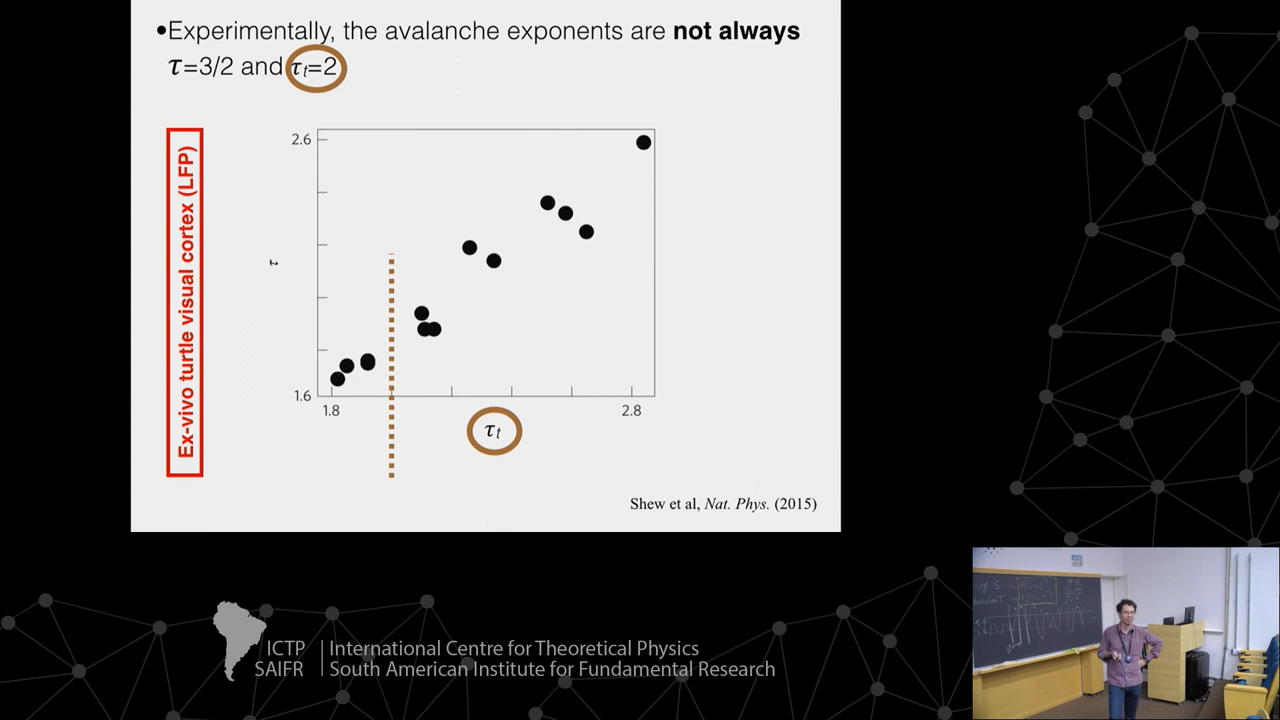 •Experimentally, the avalanche exponents are not always
τ=3/2 and τt=2
Ex-vivo turtle visual cortex (LFP)
2.6
τ
1.6
1.8
2.8
τt
Shew et al, Nat. Phys. (2015)
ICTP
SAIFR
International Centre for Theoretical Physics
South American Institute for Fundamental Research